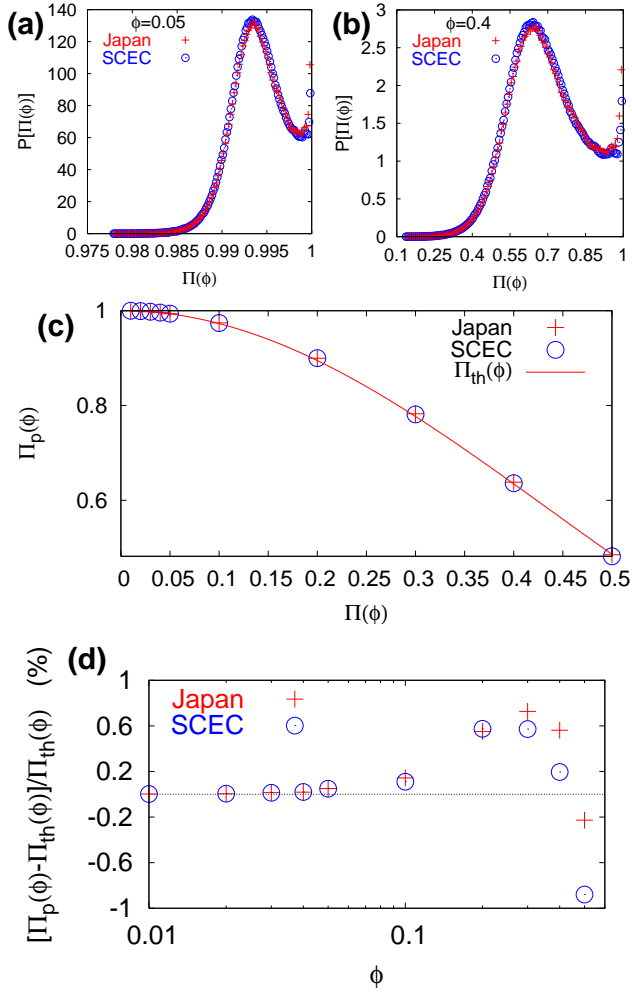 (a)
ϕ=0.05
Japan
SCEC
P[Π(ϕ)]
140
120
100
80
60
40
20
0
0.975 0.98 0.985 0.99 0.995 1
Π(ϕ)
(b)
ϕ=0.4
Japan
SCEC
P[Π(ϕ)]
3
2.5
2
1.5
1
0.5
0
0.1 0.25 0.4 0.55 0.7 0.85 1
Π(ϕ)
(c)
Japan
SCEC
Πth(ϕ)
Πp(ϕ)
1
0.8
0.6
0 0.05 0.1 0.15 0.2 0.25 0.3 0.35 0.4 0.45 0.5
Π(ϕ)
(d)
Japan
SCEC
[Πp(ϕ)-Πth(ϕ)]/Πth(ϕ) (%)
1
0.6
0.2
-0.2
-0.6
-1
0.01 0.1
ϕ